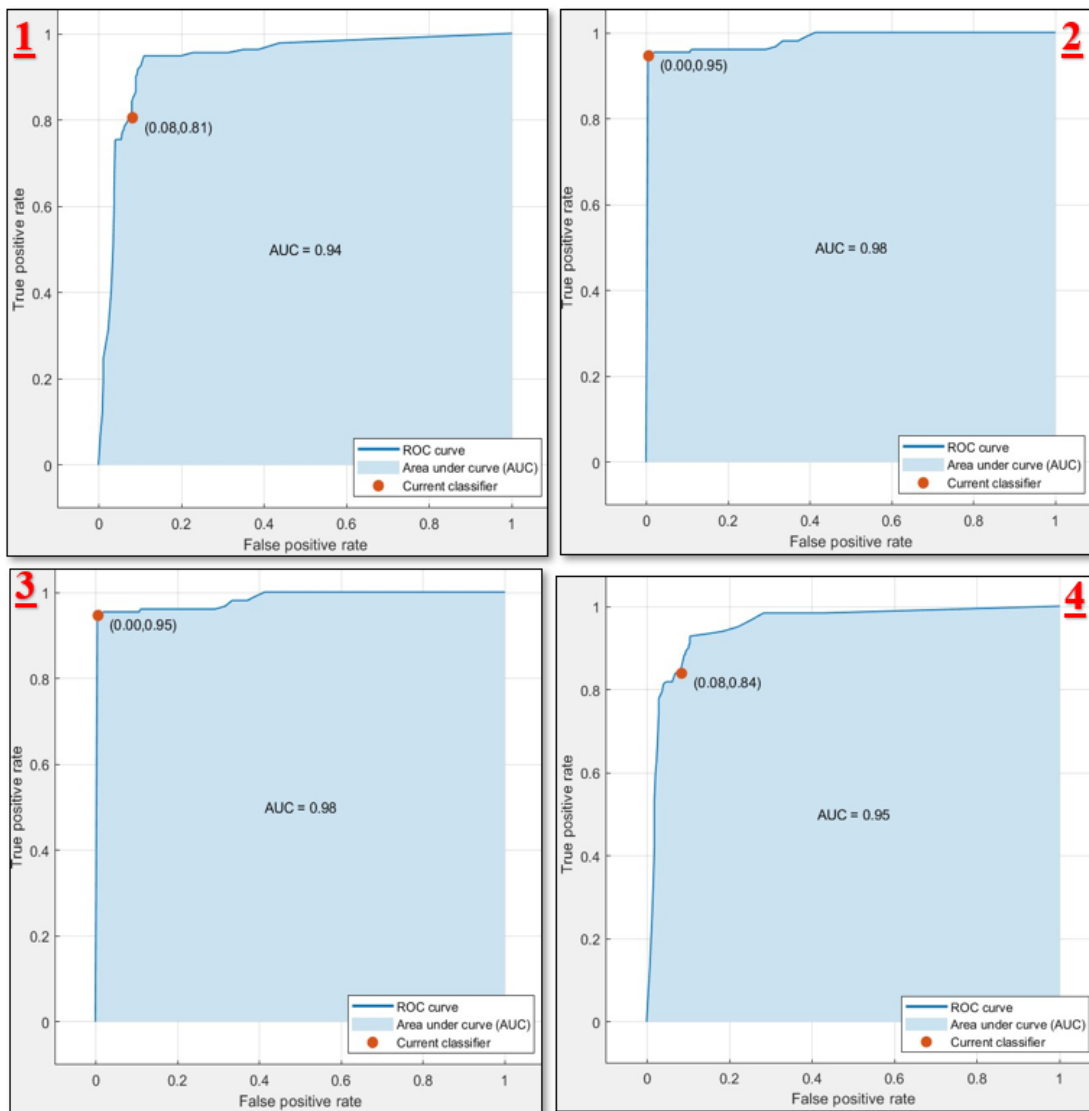 1
1
0.8
0.6
0.4
0.2
0
True positive rate
(0.08,0.81)
AUC = 0.94
ROC curve
Area under curve (AUC)
Current classifier
0 0.2 0.4 0.6 0.8 1
False positive rate
2
1
0.8
0.6
0.4
0.2
0
True positive rate
(0.00,0.95)
AUC = 0.98
ROC curve
Area under curve (AUC)
Current classifier
0 0.2 0.4 0.6 0.8 1
False positive rate
3
1
0.8
0.6
0.4
0.2
0
True positive rate
(0.00,0.95)
AUC = 0.98
ROC curve
Area under curve (AUC)
Current classifier
0 0.2 0.4 0.6 0.8 1
False positive rate
4
1
0.8
0.6
0.4
0.2
0
True positive rate
(0.08,0.84)
AUC = 0.95
ROC curve
Area under curve (AUC)
Current classifier
0 0.2 0.4 0.6 0.8 1
False positive rate